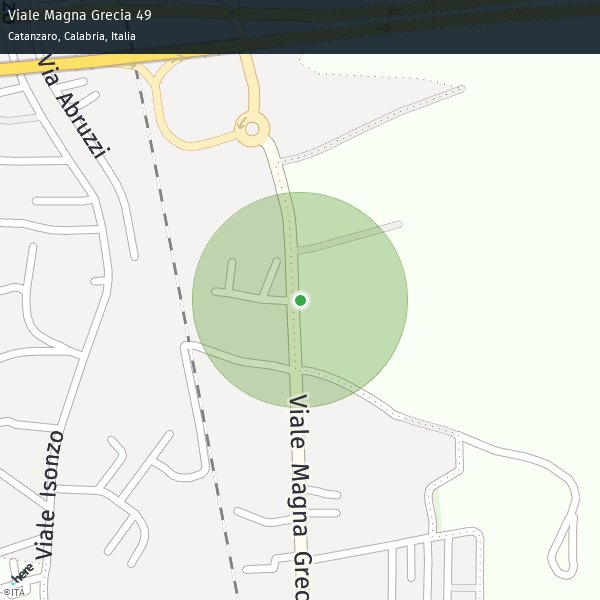 Viale Magna Grecia 49
Catanzaro, Calabria, Italia
Via Abruzzi
Viale Isonzo
Viale Magna Grec
here
©ITA